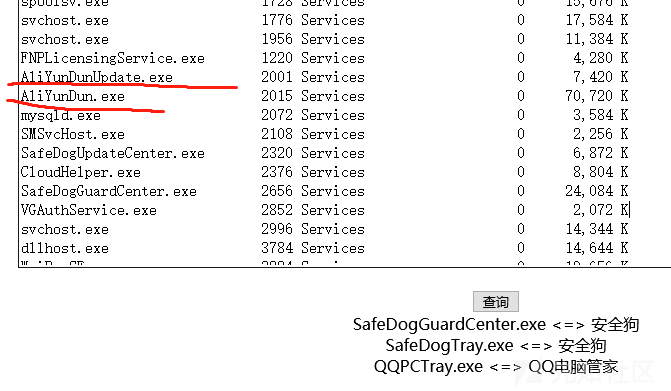 spoolsv.exe 1728 Services 0 15,676 K
svchost.exe 1776 Services 0 17,584 K
svchost.exe 1956 Services 0 11,384 K
FNPLicensingService.exe 1220 Services 0 4,280 K
AliYunDunUpdate.exe 2001 Services 0 7,420 K
AliYunDun.exe 2015 Services 0 70,720 K
mysqld.exe 2072 Services 0 3,584 K
SMSvcHost.exe 2108 Services 0 2,256 K
SafeDogUpdateCenter.exe 2320 Services 0 6,872 K
CloudHelper.exe 2376 Services 0 8,804 K
SafeDogGuardCenter.exe 2656 Services 0 24,084 K
VGAuthService.exe 2852 Services 0 2,072 K
svchost.exe 2996 Services 0 14,344 K
dllhost.exe 3784 Services 0 14,644 K
Services 0 K
查询
SafeDogGuardCenter.exe <=> 安全狗
SafeDogTray.exe <=> 安全狗
QQPCTray.exe <=> QQ电脑管家